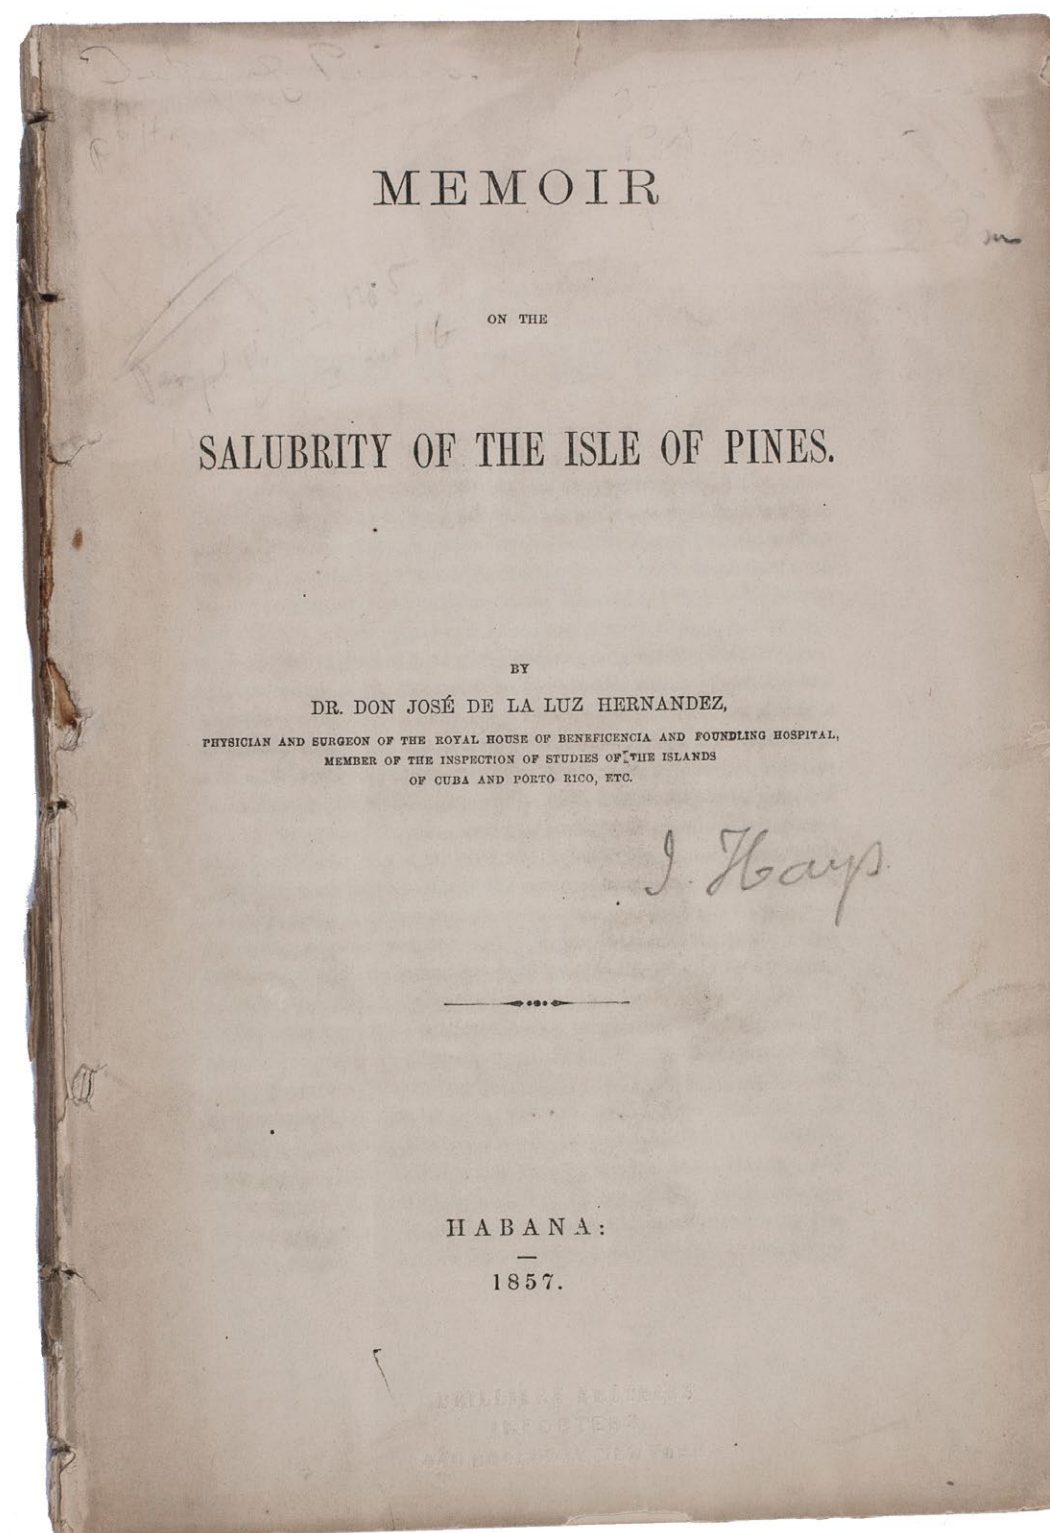 MEMOIR
ON THE
SALUBRITY OF THE ISLE OF PINES.
BY
DR. DON JOSÉ DE LA LUZ HERNANDEZ,
PHYSICIAN AND SURGEON OF THE ROYAL HOUSE OF BENEFICENCIA AND FOUNDLING HOSPITAL,
MEMBER OF THE INSPECTION OF STUDIES OF THE ISLANDS
OF CUBA AND PORTO RICO, ETC.
I. Hays.
HABANA:
1857.